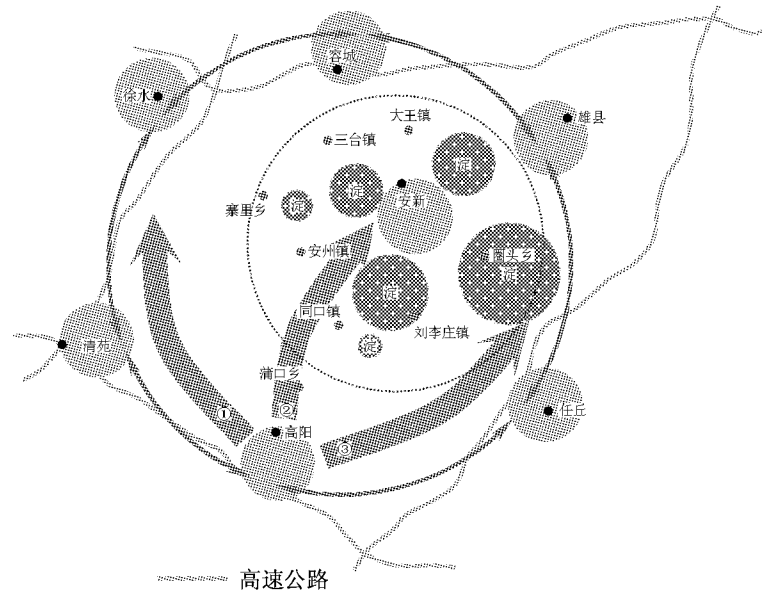 容城
徐水
大王镇
雄县
三台镇
淀
淀
安新
淀
寨里乡
安州镇
圈头乡
淀
淀
同口镇
刘李庄镇
淀
清苑
蒲口乡
①
②
任丘
高阳
③
高速公路